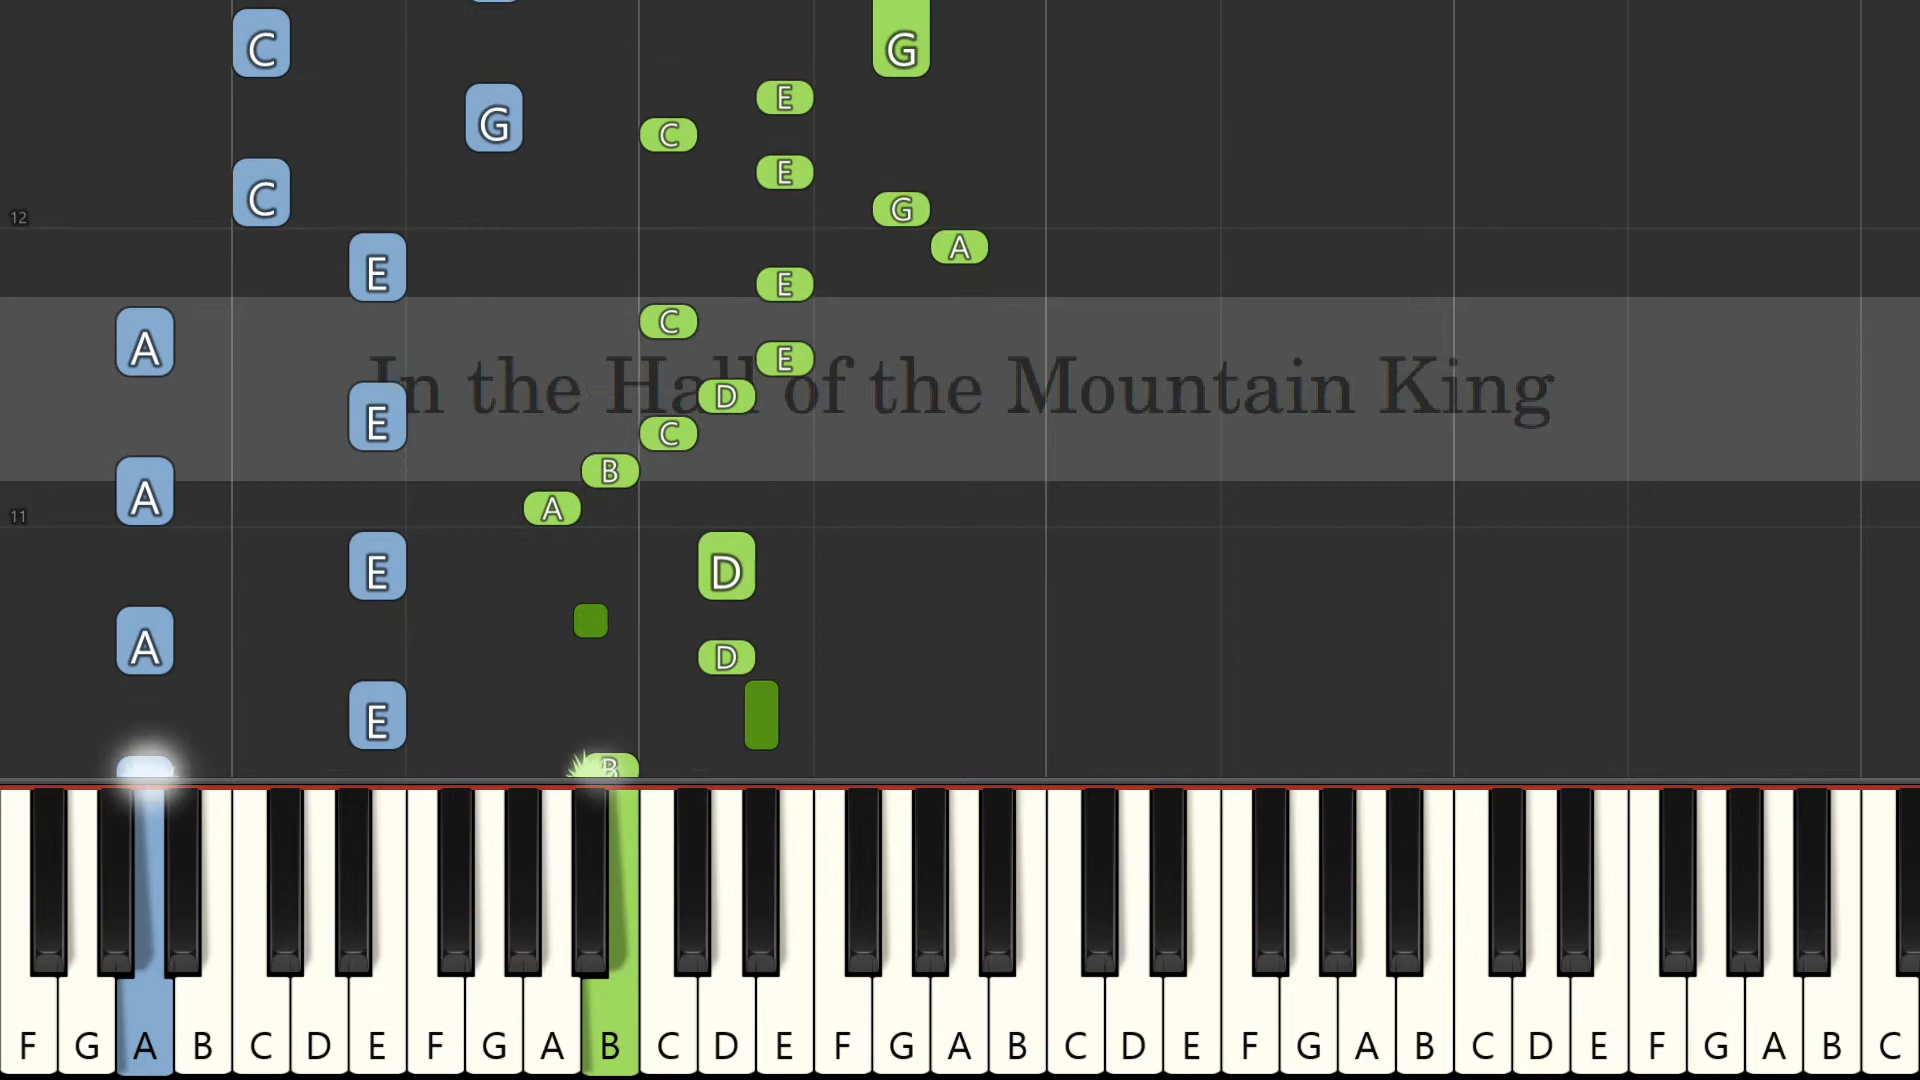 C G
E
G C
E
C G
12
A
E
E
C
A E
In the Hall of the Mountain King
D
E C
B
A A
11
E D
A D
E
B
F G A B C D E F G A B C D E F G A B C D E F G A B C D E F G A B C